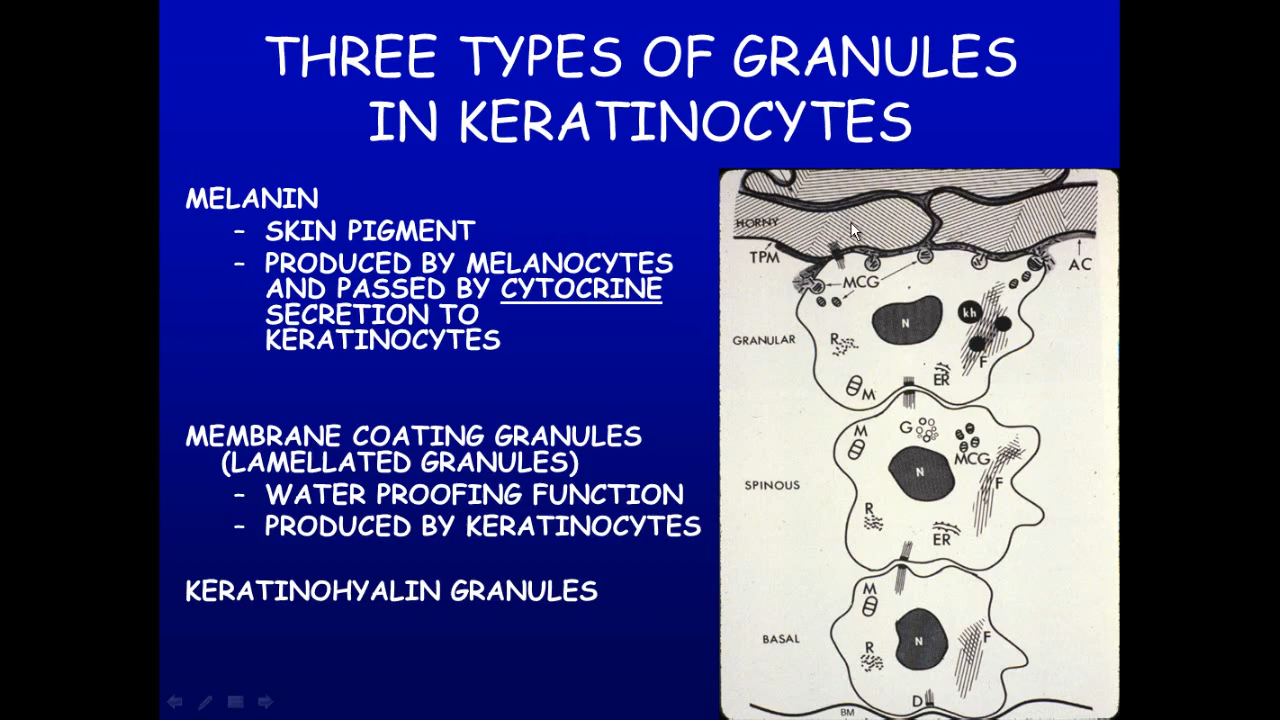 THREE TYPES OF GRANULES
IN KERATINOCYTES
MELANIN
– SKIN PIGMENT
– PRODUCED BY MELANOCYTES
AND PASSED BY CYTOCRINE
SECRETION TO
KERATINOCYTES
MEMBRANE COATING GRANULES
(LAMELLATED GRANULES)
– WATER PROOFING FUNCTION
– PRODUCED BY KERATINOCYTES
KERATINOHYALIN GRANULES
HORNY
TPM
AC
MCG
N
kh
GRANULAR
R
F
ER
M
M
G
MCG
N
F
SPINOUS
R
ER
M
N
F
BASAL
R
D
BM